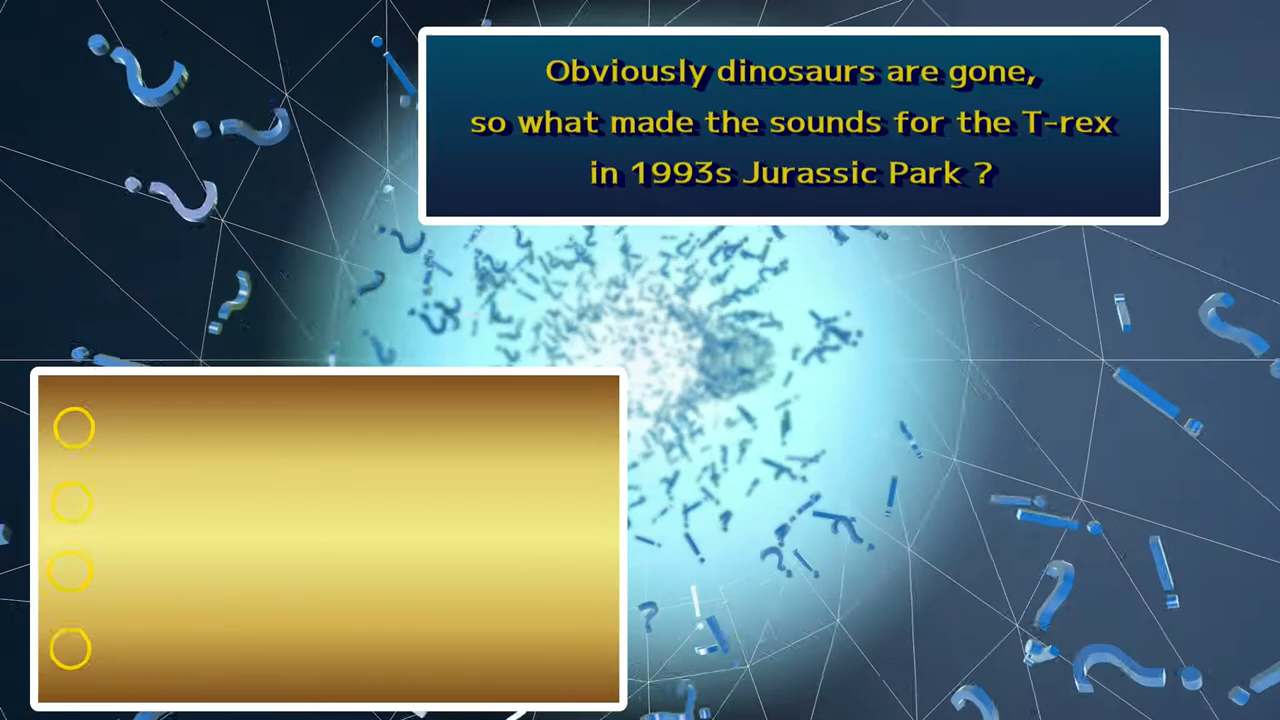 Obviously dinosaurs are gone,
so what made the sounds for the T-rex
in 1993s Jurassic Park ?